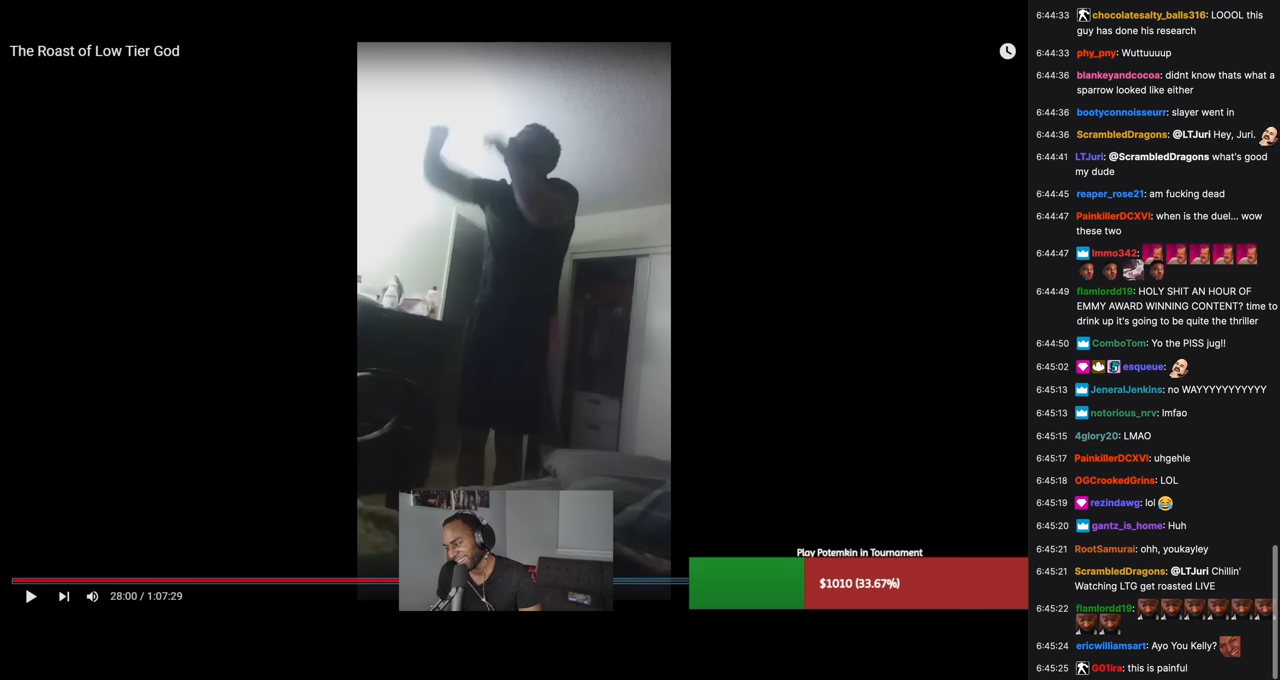 The Roast of Low Tier God
28:00 / 1:07:29
Play Potemkin in Tournament
$1010 (33.67%)
6:44:33 chocolatesalty_balls316: LOOOL this
guy has done his research
6:44:33 phy_pny: Wuttuuuup
6:44:36 blankeyandcocoa: didnt know thats what a
sparrow looked like either
6:44:36 bootyconnoisseurr: slayer went in
6:44:36 ScrambledDragons: @LTJuri Hey, Juri.
6:44:41 LTJuri: @ScrambledDragons what's good
my dude
6:44:45 reaper_rose21: am fucking dead
6:44:47 PainkillerDCXVI: when is the duel... wow
these two
6:44:47 Immo342:
6:44:49 flamlordd19: HOLY SHIT AN HOUR OF
EMMY AWARD WINNING CONTENT? time to
drink up it's going to be quite the thriller
6:44:50 ComboTom: Yo the PISS jug!!
6:45:02 esqueue:
6:45:13 JeneralJenkins: no WAYYYYYYYYYYY
6:45:13 notorious_nrv: lmfao
6:45:15 4glory20: LMAO
6:45:17 PainkillerDCXVI: uhgehle
6:45:18 OGCrookedGrins: LOL
6:45:19 rezindawg: lol
6:45:20 gantz_is_home: Huh
6:45:21 RootSamurai: ohh, youkayley
6:45:21 ScrambledDragons: @LTJuri Chillin'
Watching LTG get roasted LIVE
6:45:22 flamlordd19:
6:45:24 ericwilliamsart: Ayo You Kelly?
6:45:25 G01ira: this is painful